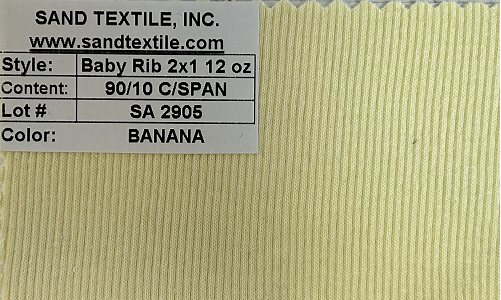 SAND TEXTILE, INC.
www.sandtextile.com
Style: Baby Rib 2x1 12 oz
Content: 90/10 C/SPAN
Lot # SA 2905
Color: BANANA